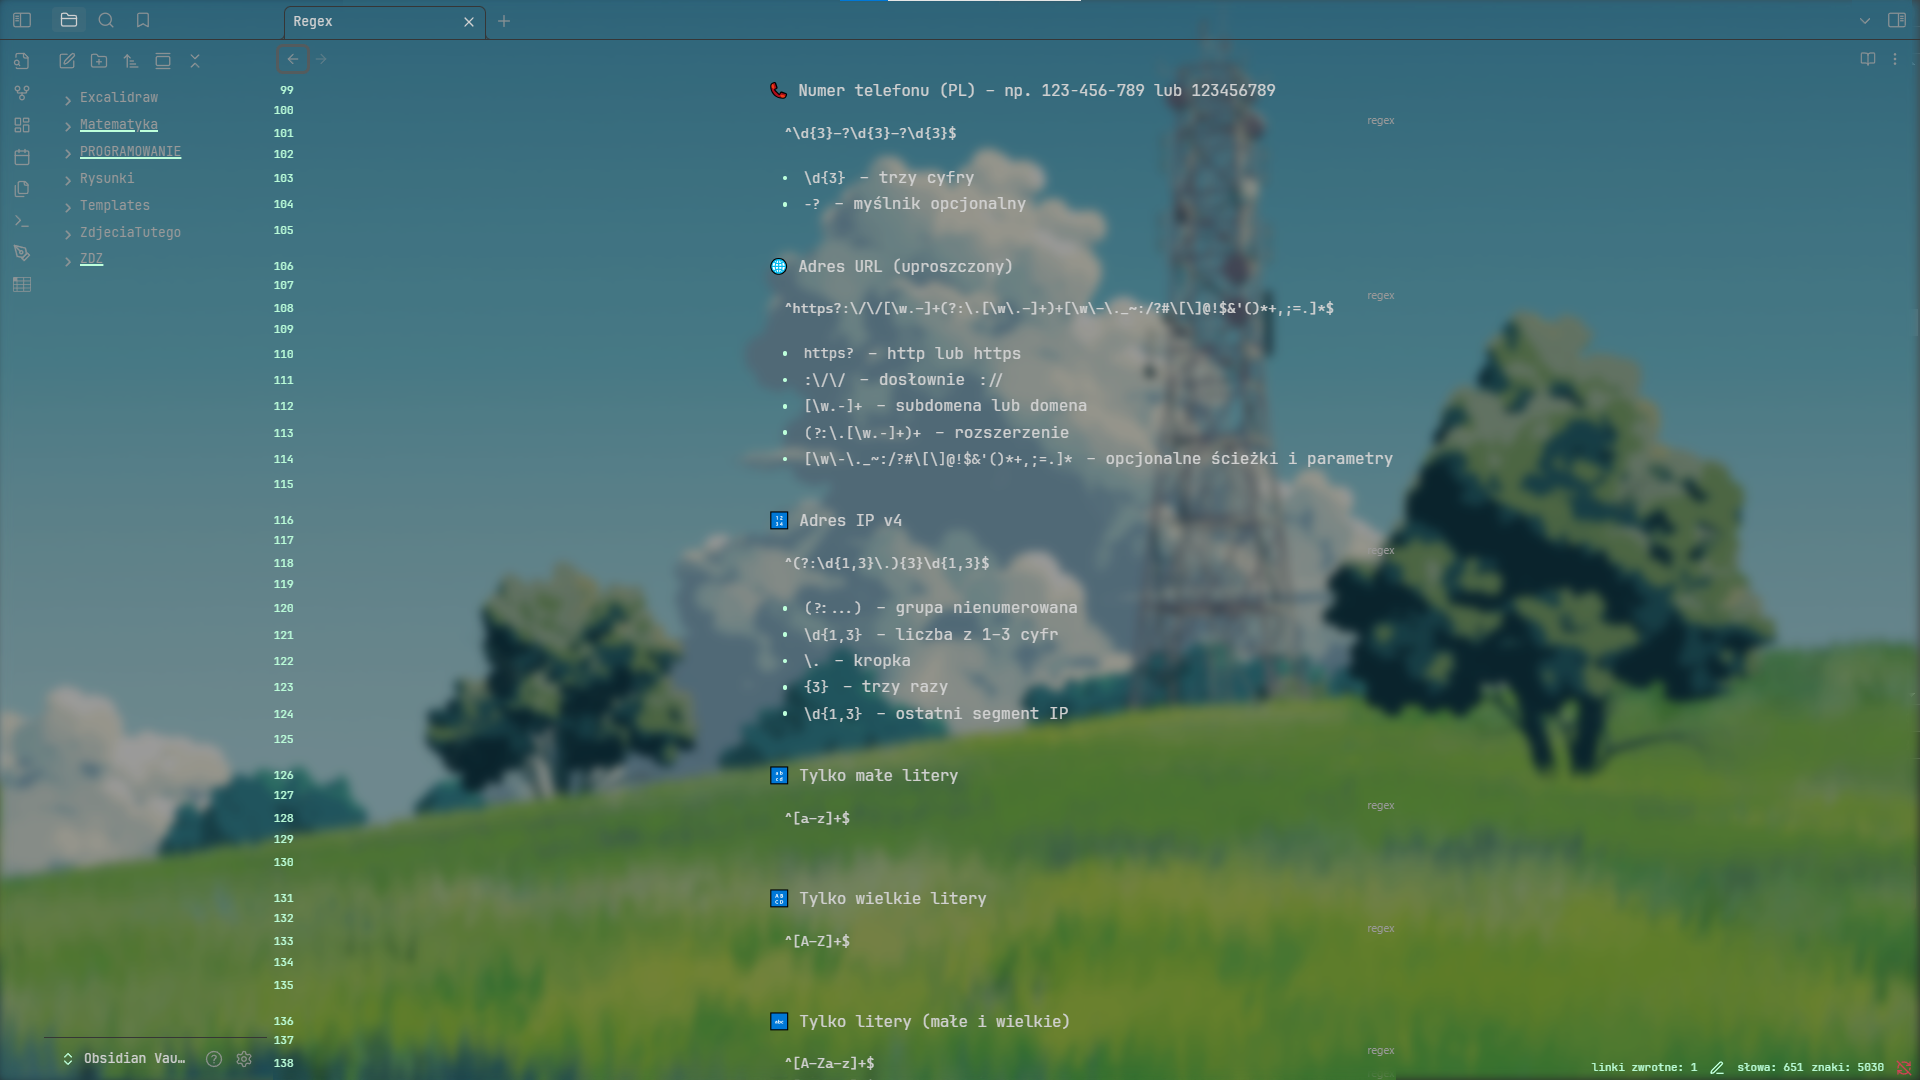 Regex
Excalidraw
Matematyka
PROGRAMOWANIE
Rysunki
Templates
ZdjeciaTutego
ZDZ
99 📞 Numer telefonu (PL) – np. 123-456-789 lub 123456789
100
regex
101 ^\d{3}-?\d{3}-?\d{3}$
102
103 • \d{3} – trzy cyfry
104 • -? – myślnik opcjonalny
105
106 🌐 Adres URL (uproszczony)
107
regex
108 ^https?:\/\/[\w.-]+(?:\.[\w\.-]+)+[\w\-\._~:/?#\[\]@!$&'()*+,;=.]*$
109
110 • https? – http lub https
111 • :\/\/ – dosłownie ://
112 • [\w.-]+ – subdomena lub domena
113 • (?:\.[\w.-]+)+ – rozszerzenie
114 • [\w\-\._~:/?#\[\]@!$&'()*+,;=.]* – opcjonalne ścieżki i parametry
115
116 🔢 Adres IP v4
117
regex
118 ^(?:\d{1,3}\.){3}\d{1,3}$
119
120 • (?:...) – grupa nienumerowana
121 • \d{1,3} – liczba z 1–3 cyfr
122 • \. – kropka
123 • {3} – trzy razy
124 • \d{1,3} – ostatni segment IP
125
126 🔡 Tylko małe litery
127
regex
128 ^[a-z]+$
129
130
131 🔠 Tylko wielkie litery
132
regex
133 ^[A-Z]+$
134
135
136 🔤 Tylko litery (małe i wielkie)
137
regex
138 ^[A-Za-z]+$
Obsidian Vau…
linki zwrotne: 1 słowa: 651 znaki: 5030